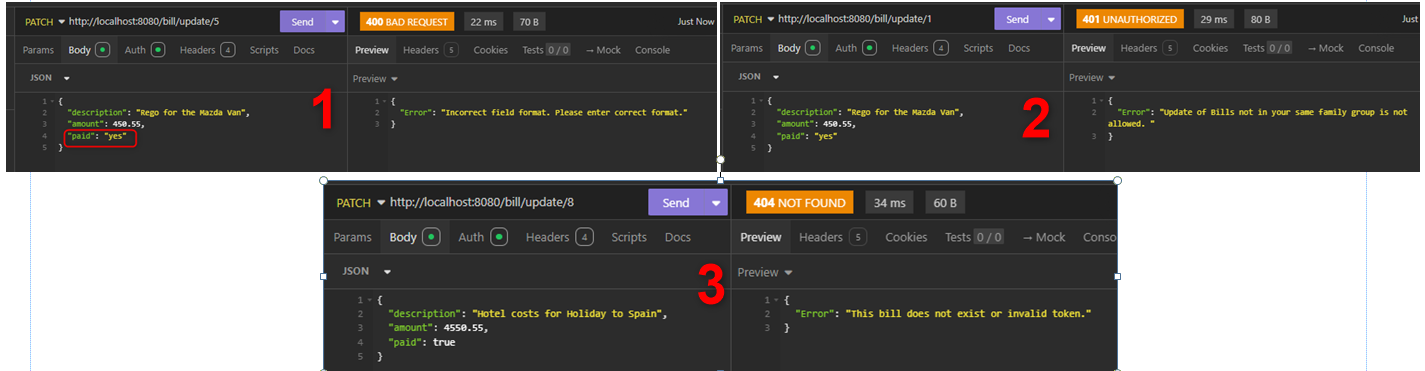 PATCH http://localhost:8080/bill/update/5 Send 400 BAD REQUEST 22 ms 70 B Just Now
Params Body Auth Headers 4 Scripts Docs Preview Headers 5 Cookies Tests 0 / 0 → Mock Console
JSON Preview
1 {
2 "description": "Rego for the Mazda Van",
3 "amount": 450.55,
4 "paid": "yes"
5 }
1 {
2 "Error": "Incorrect field format. Please enter correct format."
3 }
1
PATCH http://localhost:8080/bill/update/1 Send 401 UNAUTHORIZED 29 ms 80 B Just
Params Body Auth Headers 4 Scripts Docs Preview Headers 5 Cookies Tests 0 / 0 → Mock Console
JSON Preview
1 {
2 "description": "Rego for the Mazda Van",
3 "amount": 450.55,
4 "paid": "yes"
5 }
1 {
2 "Error": "Update of Bills not in your same family group is not
allowed. "
3 }
2
PATCH http://localhost:8080/bill/update/8 Send 404 NOT FOUND 34 ms 60 B
Params Body Auth Headers 4 Scripts Docs Preview Headers 5 Cookies Tests 0 / 0 → Mock Conso
JSON Preview
1 {
2 "description": "Hotel costs for Holiday to Spain",
3 "amount": 4550.55,
4 "paid": true
5 }
1 {
2 "Error": "This bill does not exist or invalid token."
3 }
3